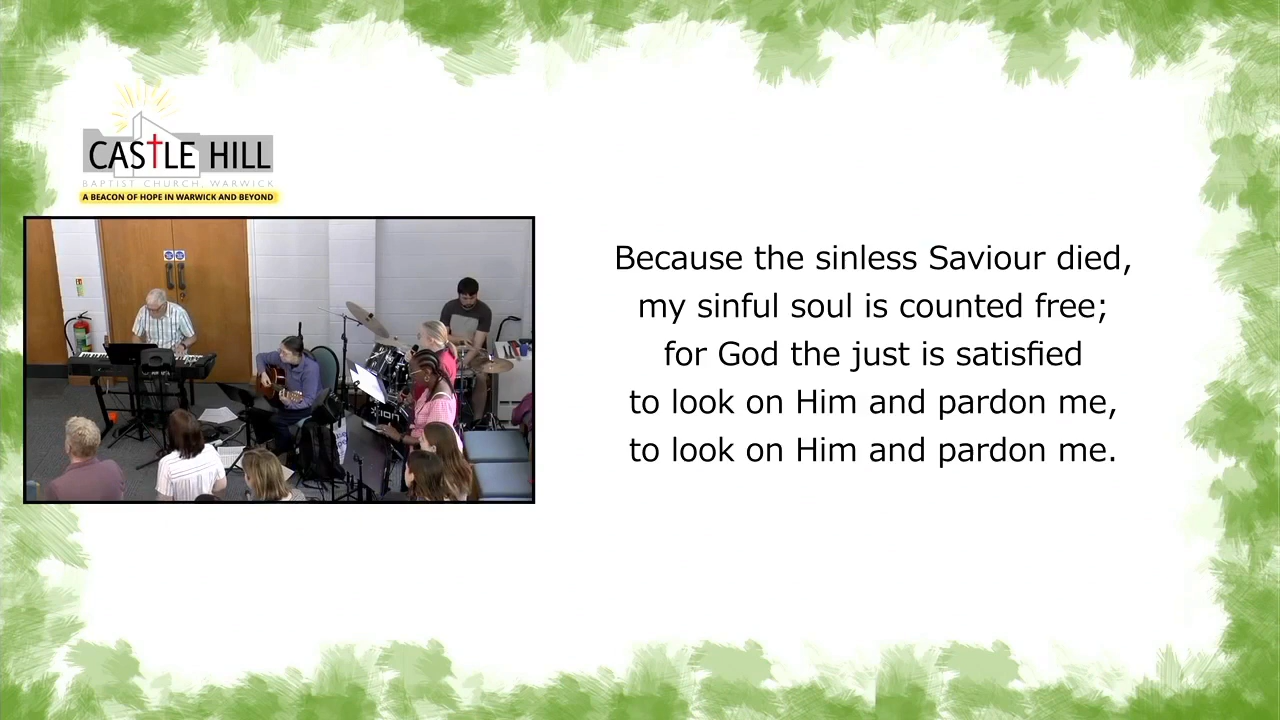 CASTLE HILL
BAPTIST CHURCH, WARWICK
A BEACON OF HOPE IN WARWICK AND BEYOND
Because the sinless Saviour died,
my sinful soul is counted free;
for God the just is satisfied
to look on Him and pardon me,
to look on Him and pardon me.